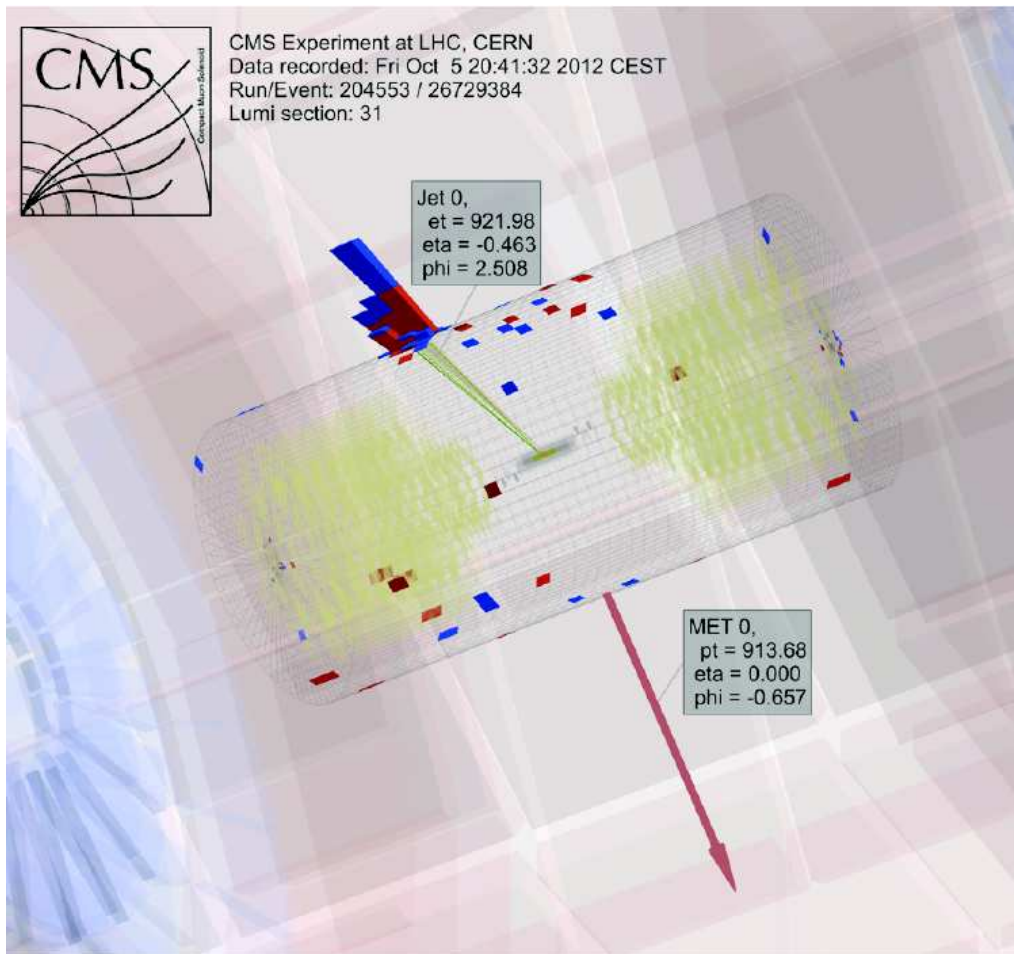 CMS
Compact Muon Solenoid
CMS Experiment at LHC, CERN
Data recorded: Fri Oct  5 20:41:32 2012 CEST
Run/Event: 204553 / 26729384
Lumi section: 31
Jet 0,
et = 921.98
eta = -0.463
phi = 2.508
MET 0,
pt = 913.68
eta = 0.000
phi = -0.657